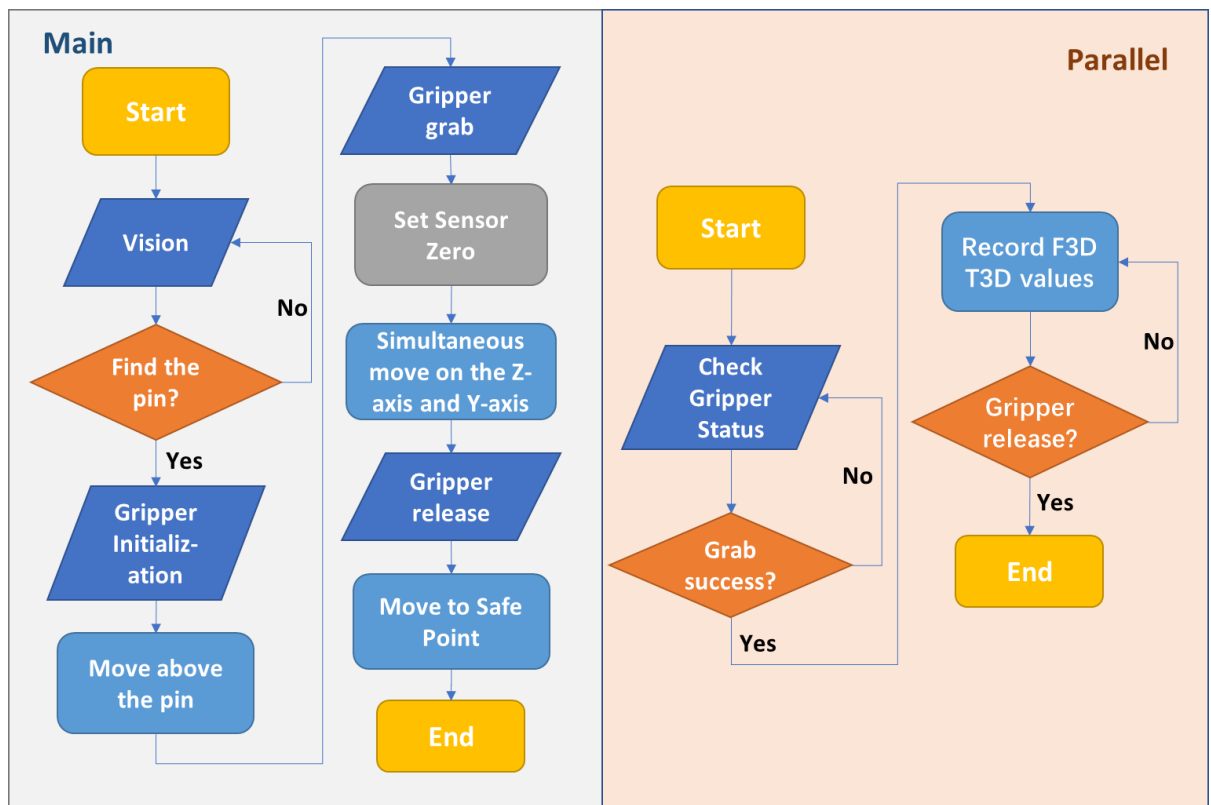 Main
Start
Vision
No
Find the
pin?
Yes
Gripper
Initializ-
ation
Move above
the pin
Gripper
grab
Set Sensor
Zero
Simultaneous
move on the Z-
axis and Y-axis
Gripper
release
Move to Safe
Point
End
Parallel
Start
Check
Gripper
Status
No
Grab
success?
Yes
Record F3D
T3D values
No
Gripper
release?
Yes
End